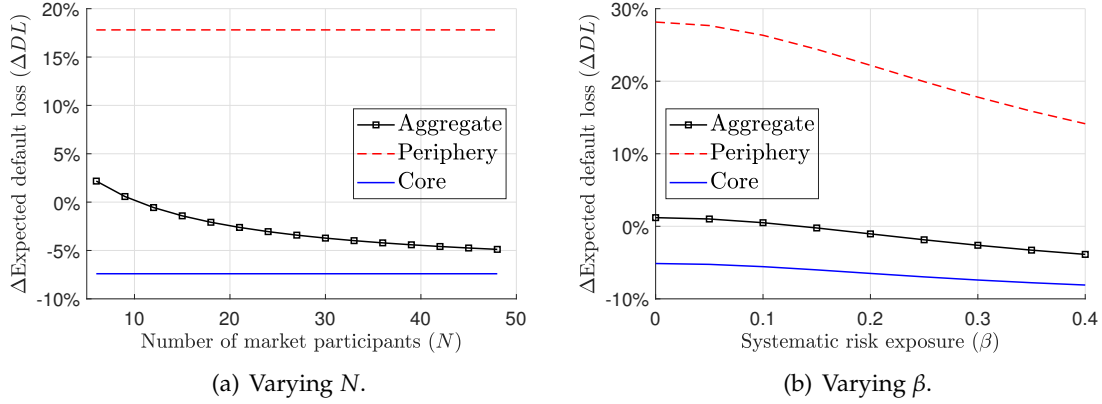 20%
15%
10%
5%
0%
-5%
-10%
ΔExpected default loss (ΔDL)
Aggregate
Periphery
Core
10
20
30
40
50
Number of market participants (N)
(a) Varying N.
30%
20%
10%
0%
-10%
ΔExpected default loss (ΔDL)
Aggregate
Periphery
Core
0
0.1
0.2
0.3
0.4
Systematic risk exposure (β)
(b) Varying β.